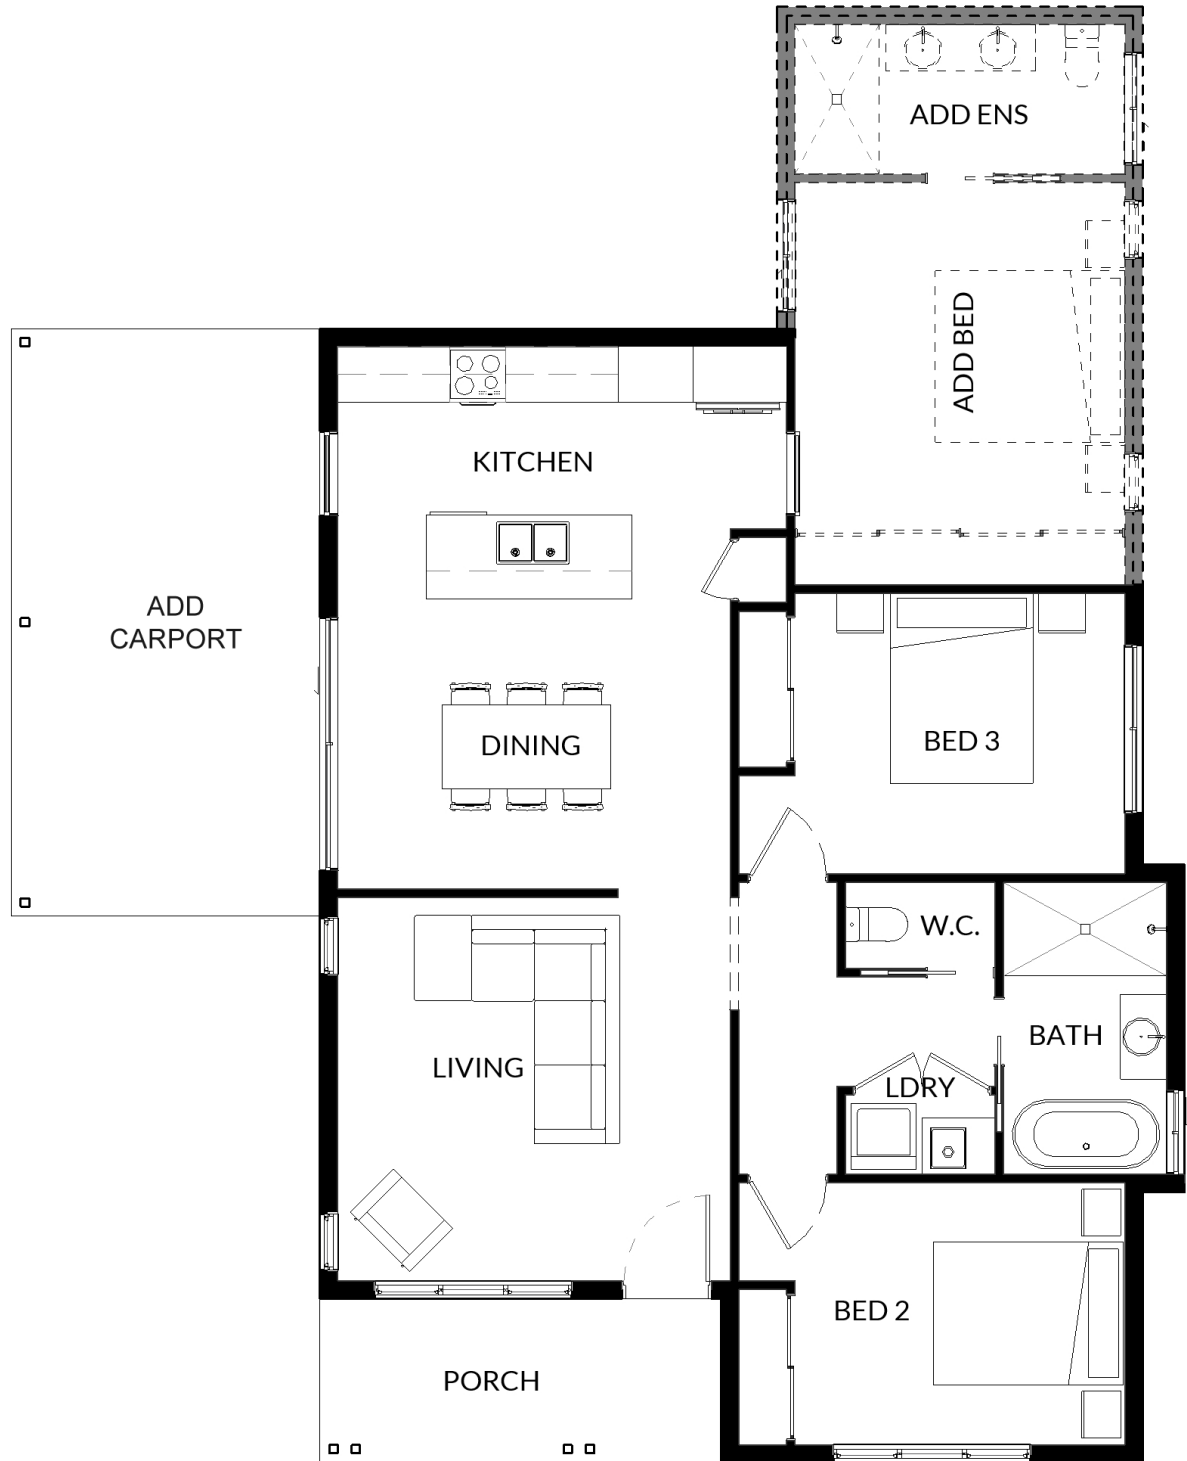 ADD ENS
ADD BED
KITCHEN
ADD
CARPORT
DINING
BED 3
W.C.
BATH
LIVING
LDRY
BED 2
PORCH